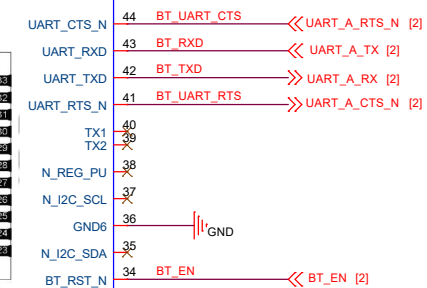 UART_CTS_N 44 BT_UART_CTS UART_A_RTS_N [2]
UART_RXD 43 BT_RXD UART_A_TX [2]
UART_TXD 42 BT_TXD UART_A_RX [2]
UART_RTS_N 41 BT_UART_RTS UART_A_CTS_N [2]
TX1 40
TX2 39
N_REG_PU 38
N_I2C_SCL 37
GND6 36 GND
N_I2C_SDA 35
BT_RST_N 34 BT_EN BT_EN [2]